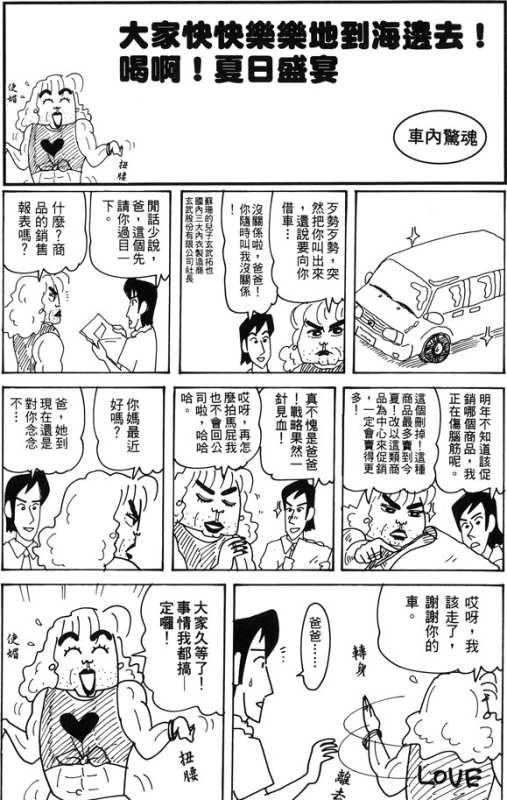 大家快快樂樂地到海邊去！
喝啊！夏日盛宴
車內驚魂
使媚
扭腰
歹勢歹勢，突
然把你叫出來
，還說要向你
借車…
沒關係啦，爸爸！
你隨時叫我沒關係
！
蘇瑞的兒子玄武拓也
國內三大內衣製造商
玄武股份有限公司社長
閒話少說，
爸，這個先
請你過目一
下。
什麼？商
品的銷售
報表嗎？
明年不知道該促
銷哪個商品，我
正在傷腦筋呢。
這個刪掉！這種
商品最多賣到今
夏！改以這類商
品為中心來促銷
，一定會賣得更
多！
真不愧是爸爸
！戰略果然一
針見血！
哎呀，再怎
麼拍馬屁我
也不會回公
司啦，哈哈
哈。
你媽最近
好嗎？
爸，她到
現在還是
對你念念
不…
哎呀，我
該走了，
謝謝你的
車。
轉身
離去
LOVE
爸爸……
大家久等了！
事情我都搞一
定囉！
使媚
扭腰